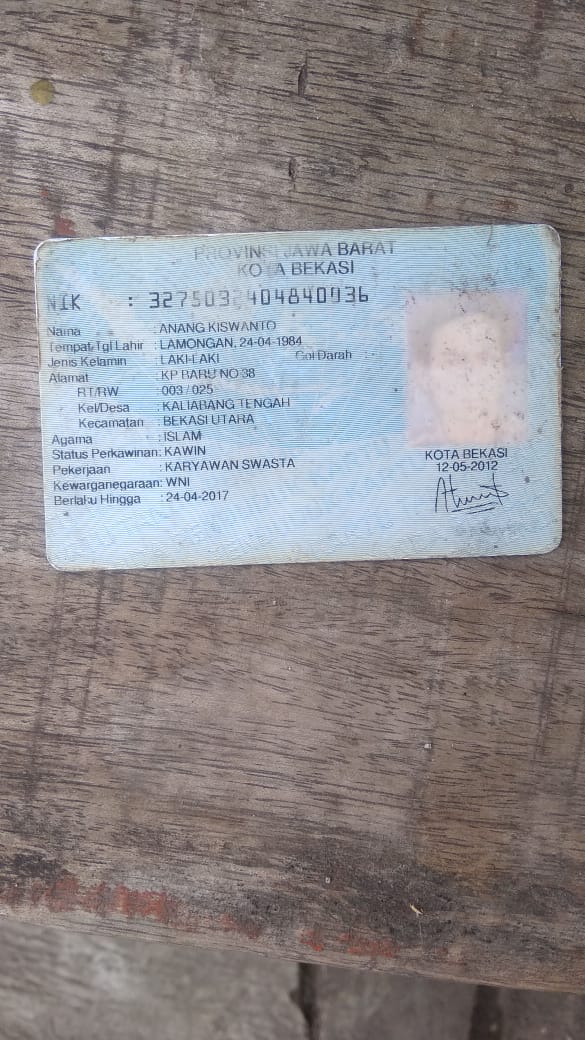 PROVINSI JAWA BARAT
KOTA BEKASI
NIK : 3275032404840036
Nama : ANANG KISWANTO
Tempat/Tgl Lahir : LAMONGAN, 24-04-1984
Jenis Kelamin : LAKI-LAKI Gol Darah : -
Alamat : KP BARU NO 38
RT/RW : 003 / 025
Kel/Desa : KALIABANG TENGAH
Kecamatan : BEKASI UTARA
Agama : ISLAM
Status Perkawinan: KAWIN
Pekerjaan : KARYAWAN SWASTA
Kewarganegaraan: WNI
Berlaku Hingga : 24-04-2017
KOTA BEKASI
12-05-2012